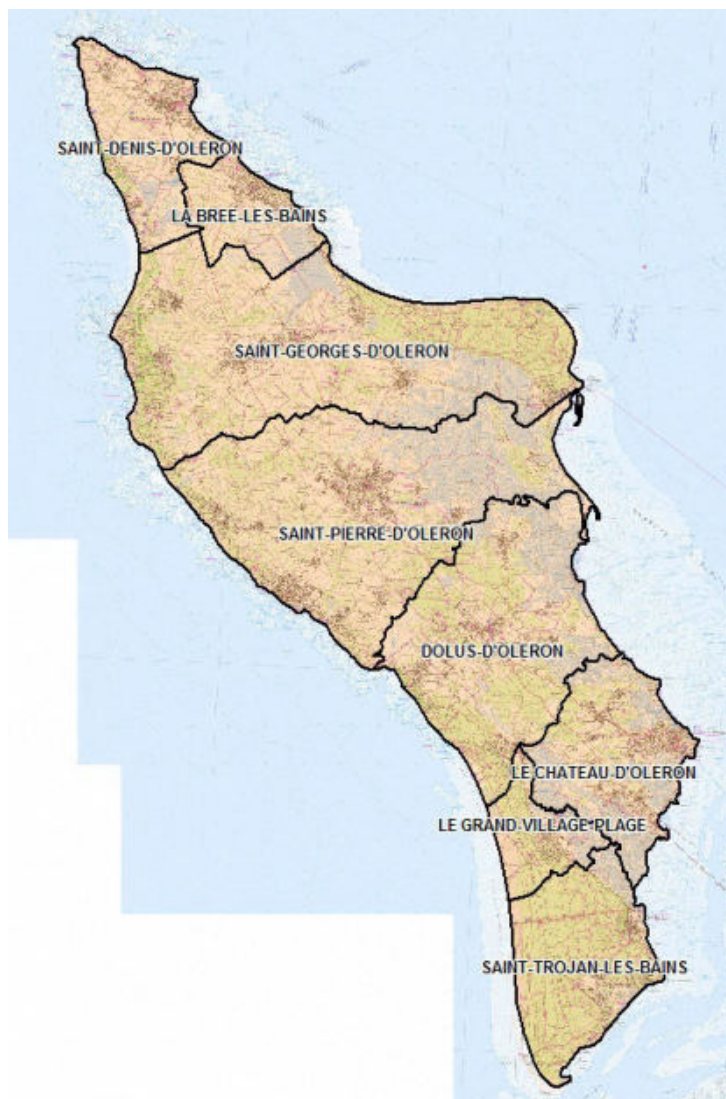 SAINT-DENIS-D'OLERON
LA BREE-LES-BAINS
SAINT-GEORGES-D'OLERON
SAINT-PIERRE-D'OLERON
DOLUS-D'OLERON
LE CHATEAU-D'OLERON
LE GRAND-VILLAGE-PLAGE
SAINT-TROJAN-LES-BAINS